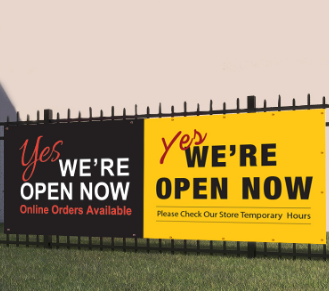 Yes
WE'RE
OPEN NOW
Online Orders Available
Yes
WE'RE
OPEN NOW
Please Check Our Store Temporary Hours